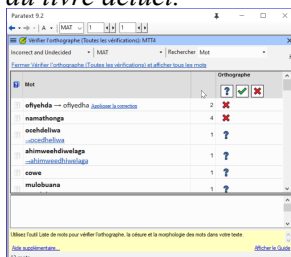 du livre actuel.
Paratext 9.2
A MAT 1 1
Vérifier l'orthographe (Toutes les vérifications): MTT4
Incorrect and Undecided MAT Rechercher Mot
Fermer Vérifier l'orthographe (Toutes les vérifications) et afficher tous les mots
Mot Orthographe
ofiyehda → ofiyedha Appliquer la correction 2
namathonga 4
ocehdeliwa
→ocedheliwa 1
ahimweehdiwelaga
→ahimweedhiwelaga 1
cowe 1
mulobuana 1
Utilisez l'outil Liste de mots pour vérifier l'orthographe, la césure et la morphologie des mots dans votre texte.
Aide supplémentaire... Afficher le Guide